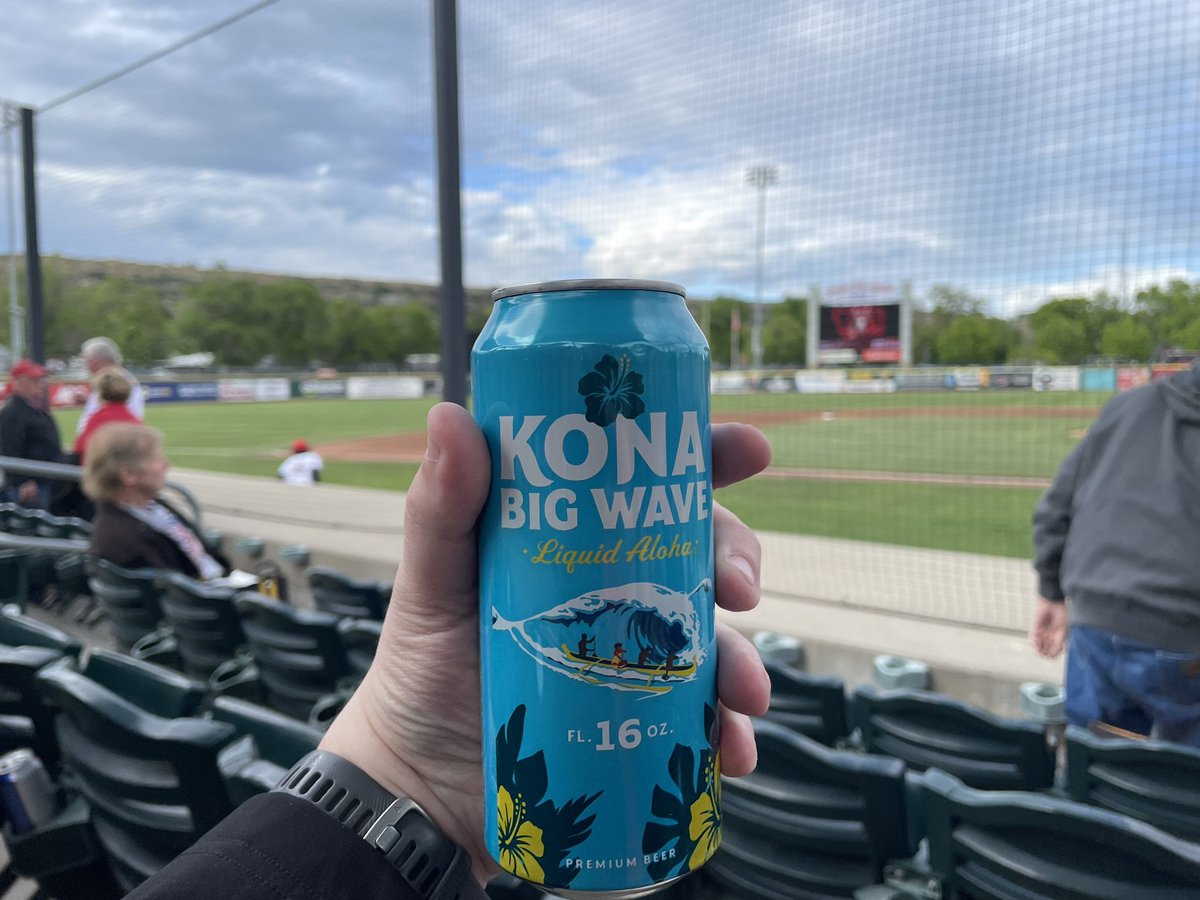 KONA
BIG WAVE
· Liquid Aloha ·
FL. 16 OZ.
PREMIUM BEER